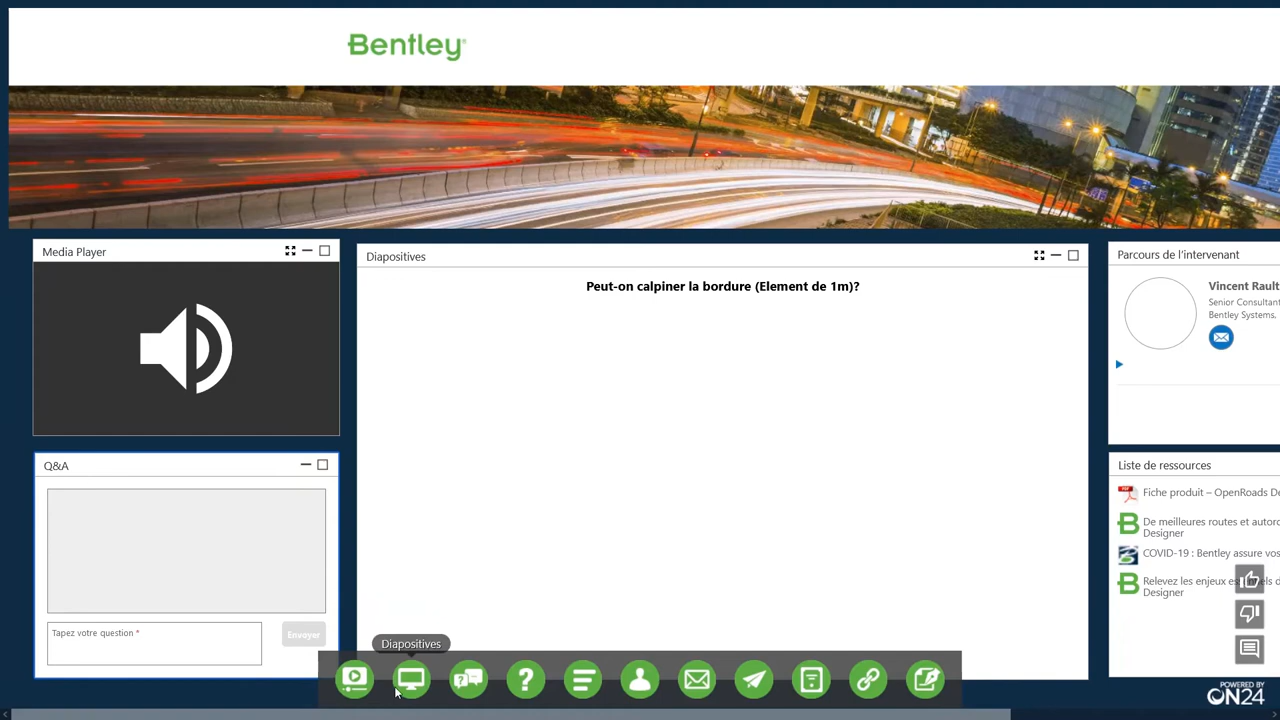 Bentley
Media Player
Diapositives
Peut-on calpiner la bordure (Element de 1m)?
Parcours de l'intervenant
Vincent Rault
Senior Consultant
Bentley Systems,
Q&A
Tapez votre question *
Envoyer
Liste de ressources
Fiche produit – OpenRoads De
De meilleures routes et autoro
Designer
COVID-19 : Bentley assure vos
Relevez les enjeux es
Designer
Diapositives
POWERED BY
ON24